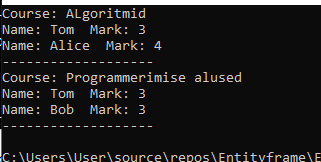 Course: ALgoritmid
Name: Tom  Mark: 3
Name: Alice  Mark: 4
-------------------
Course: Programmerimise alused
Name: Tom  Mark: 3
Name: Bob  Mark: 3
-------------------
C:\Users\User\source\repos\Entityframe\E